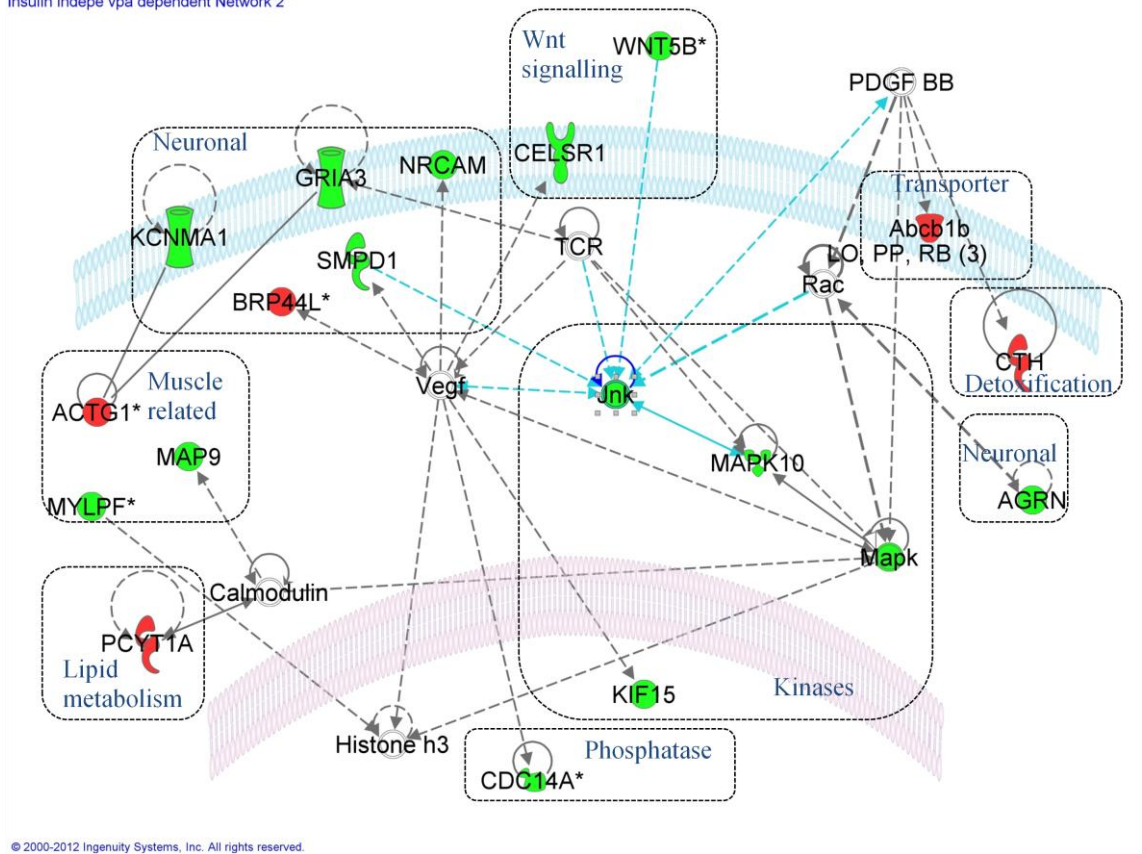 Insulin indepe vpa dependent Network 2
Wnt
signalling
WNT5B*
PDGF BB
Neuronal
NRCAM
CELSR1
GRIA3
Transporter
KCNMA1
Abcb1b
LO, PP, RB (3)
TCR
SMPD1
Rac
BRP44L*
CTH
Detoxification
Muscle
related
Vegf
Jnk
ACTG1*
MAP9
MAPK10
Neuronal
AGRN
MYLPF*
Mapk
Calmodulin
PCYT1A
Lipid
metabolism
KIF15
Kinases
Histone h3
Phosphatase
CDC14A*
© 2000-2012 Ingenuity Systems, Inc. All rights reserved.